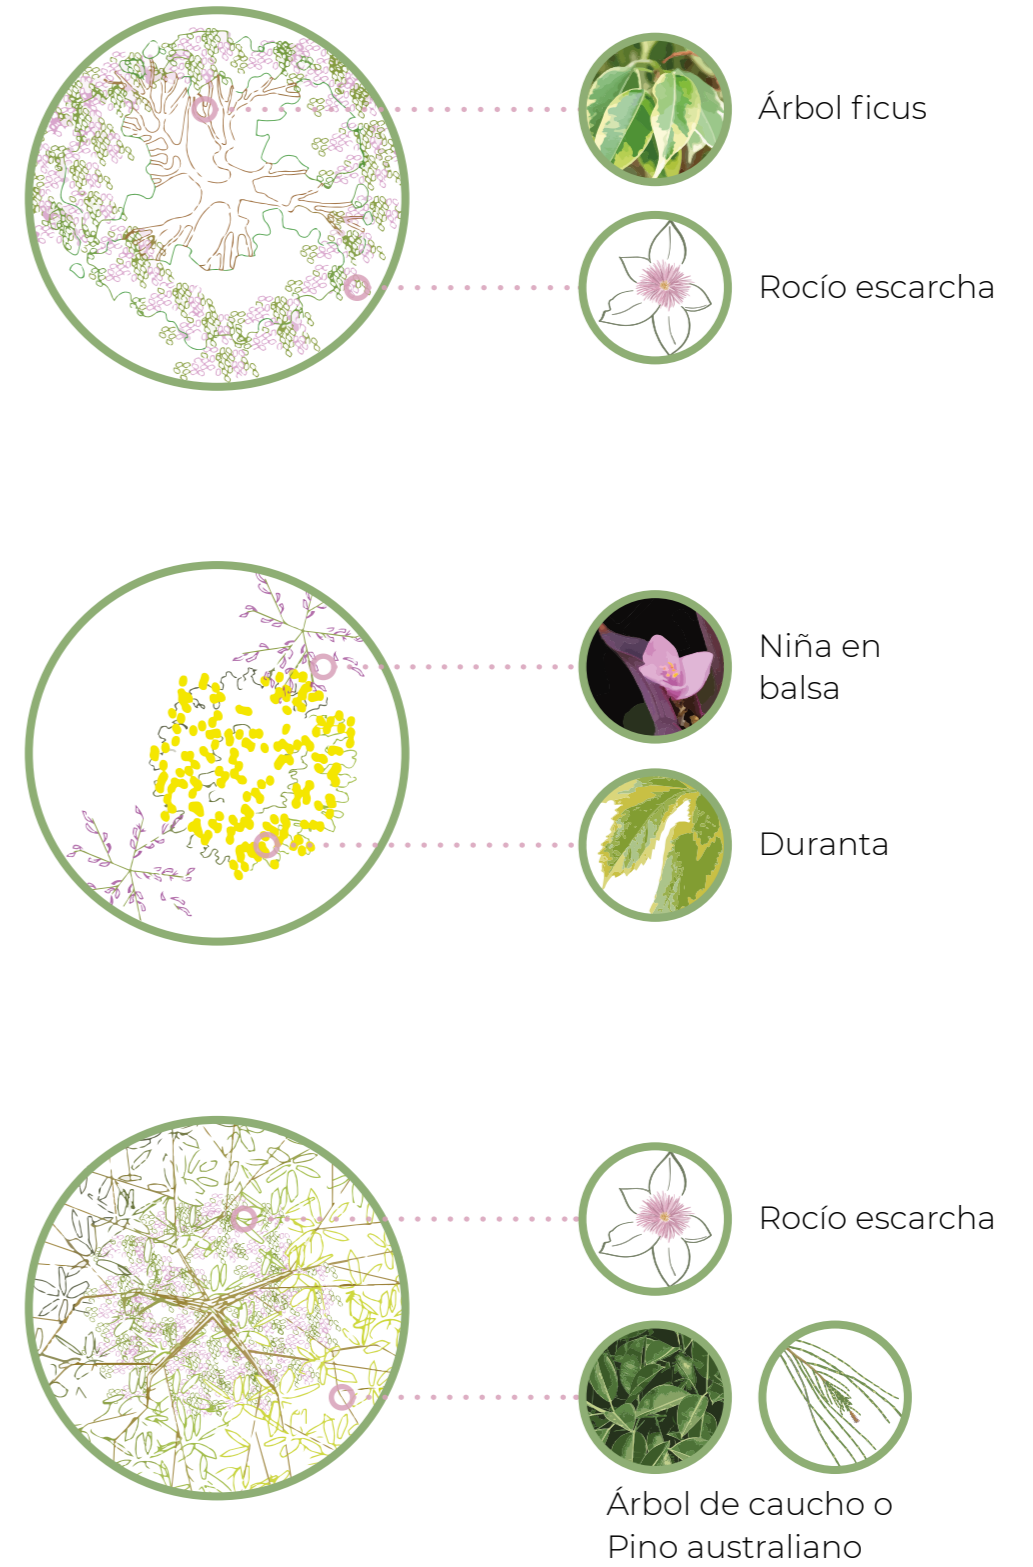 Árbol ficus
Rocío escarcha
Niña en
balsa
Duranta
Rocío escarcha
Árbol de caucho o
Pino australiano